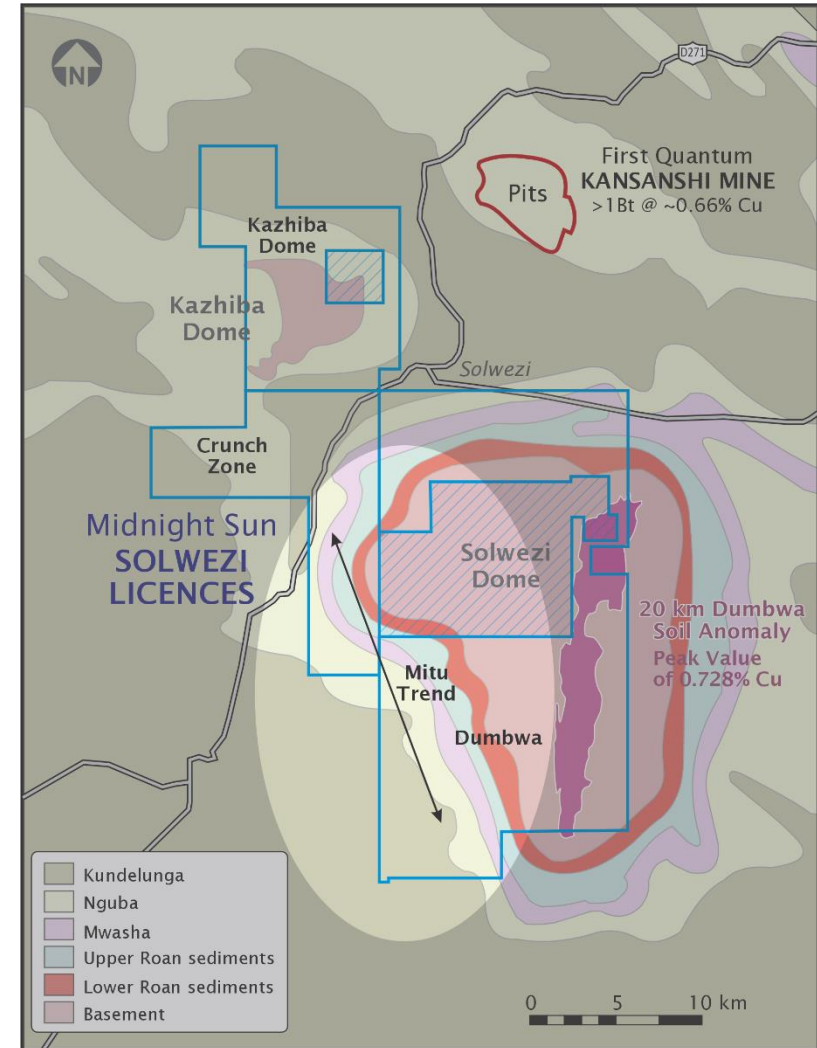 N
D271
First Quantum
KANSANSHI MINE
>1Bt @ ~0.66% Cu
Pits
Kazhiba
Dome
Kazhiba
Dome
Solwezi
Crunch
Zone
Midnight Sun
SOLWEZI
LICENCES
Solwezi
Dome
20 km Dumbwa
Soil Anomaly
Peak Value
of 0.728% Cu
Mitu
Trend
Dumbwa
Kundelunga
Nguba
Mwasha
Upper Roan sediments
Lower Roan sediments
Basement
0 5 10 km